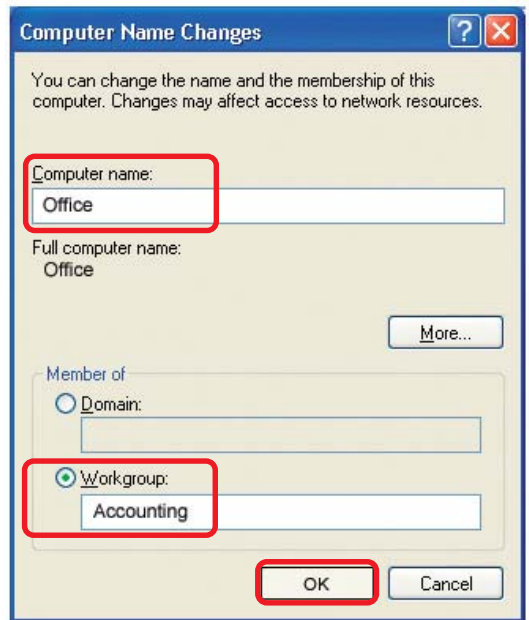 Computer Name Changes
You can change the name and the membership of this
computer. Changes may affect access to network resources.
Computer name:
Office
Full computer name:
Office
More...
Member of
Domain:
Workgroup:
Accounting
OK Cancel